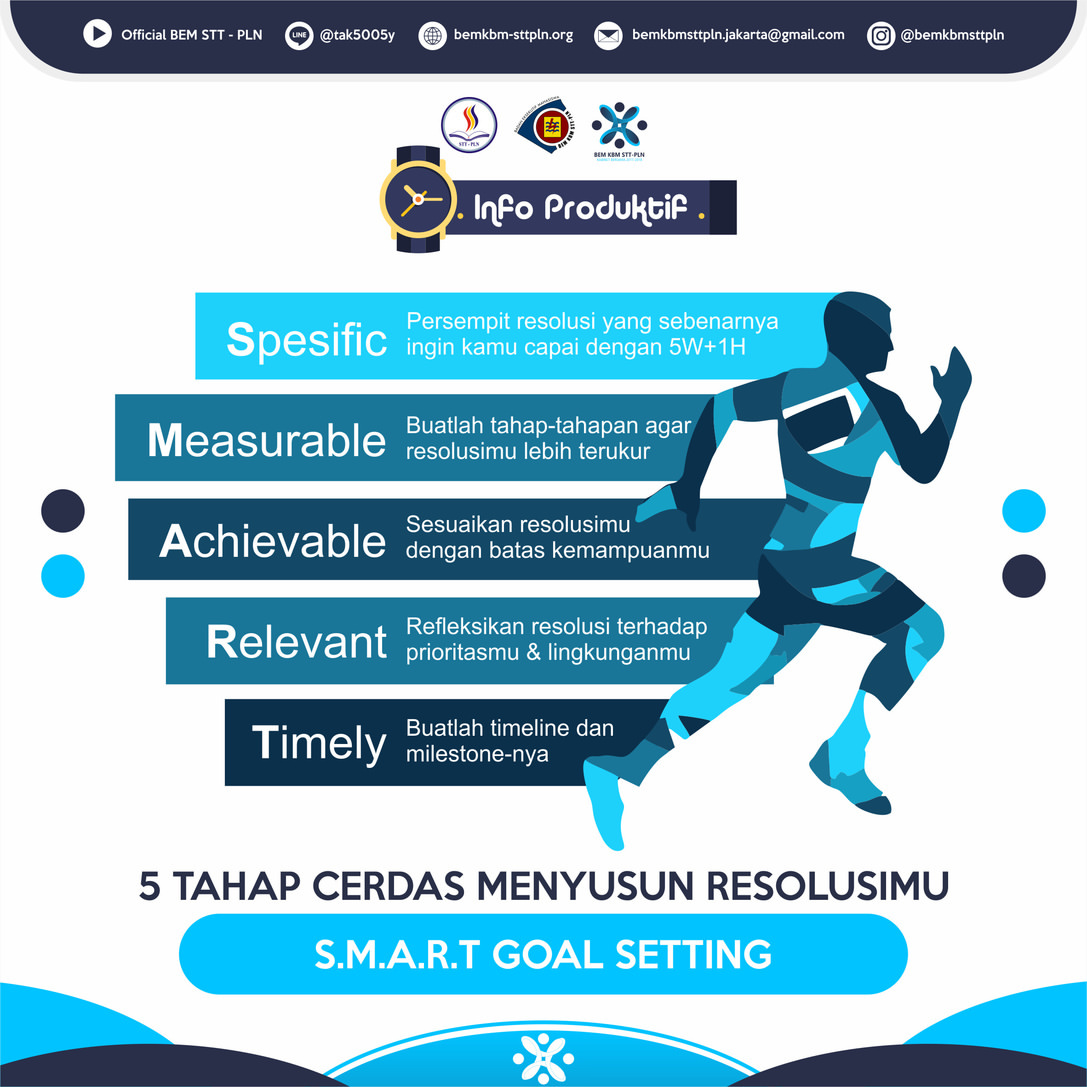 Official BEM STT - PLN
LINE
@tak5005y
bemkbm-sttpln.org
bemkbmsttpln.jakarta@gmail.com
@bemkbmsttpln
STT - PLN
BEM KBM STT-PLN
. Info Produktif .
Spesific
Persempit resolusi yang sebenarnya
ingin kamu capai dengan 5W+1H
Measurable
Buatlah tahap-tahapan agar
resolusimu lebih terukur
Achievable
Sesuaikan resolusimu
dengan batas kemampuanmu
Relevant
Refleksikan resolusi terhadap
prioritasmu & lingkunganmu
Timely
Buatlah timeline dan
milestone-nya
5 TAHAP CERDAS MENYUSUN RESOLUSIMU
S.M.A.R.T GOAL SETTING